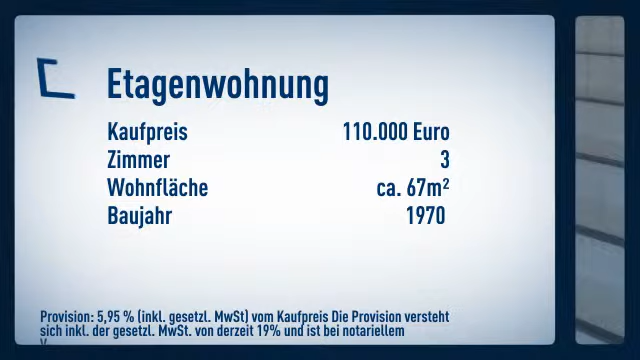 Etagenwohnung
Kaufpreis 110.000 Euro
Zimmer 3
Wohnfläche ca. 67m²
Baujahr 1970
Provision: 5,95 % (inkl. gesetzl. MwSt) vom Kaufpreis Die Provision versteht
sich inkl. der gesetzl. MwSt. von derzeit 19% und ist bei notariellem